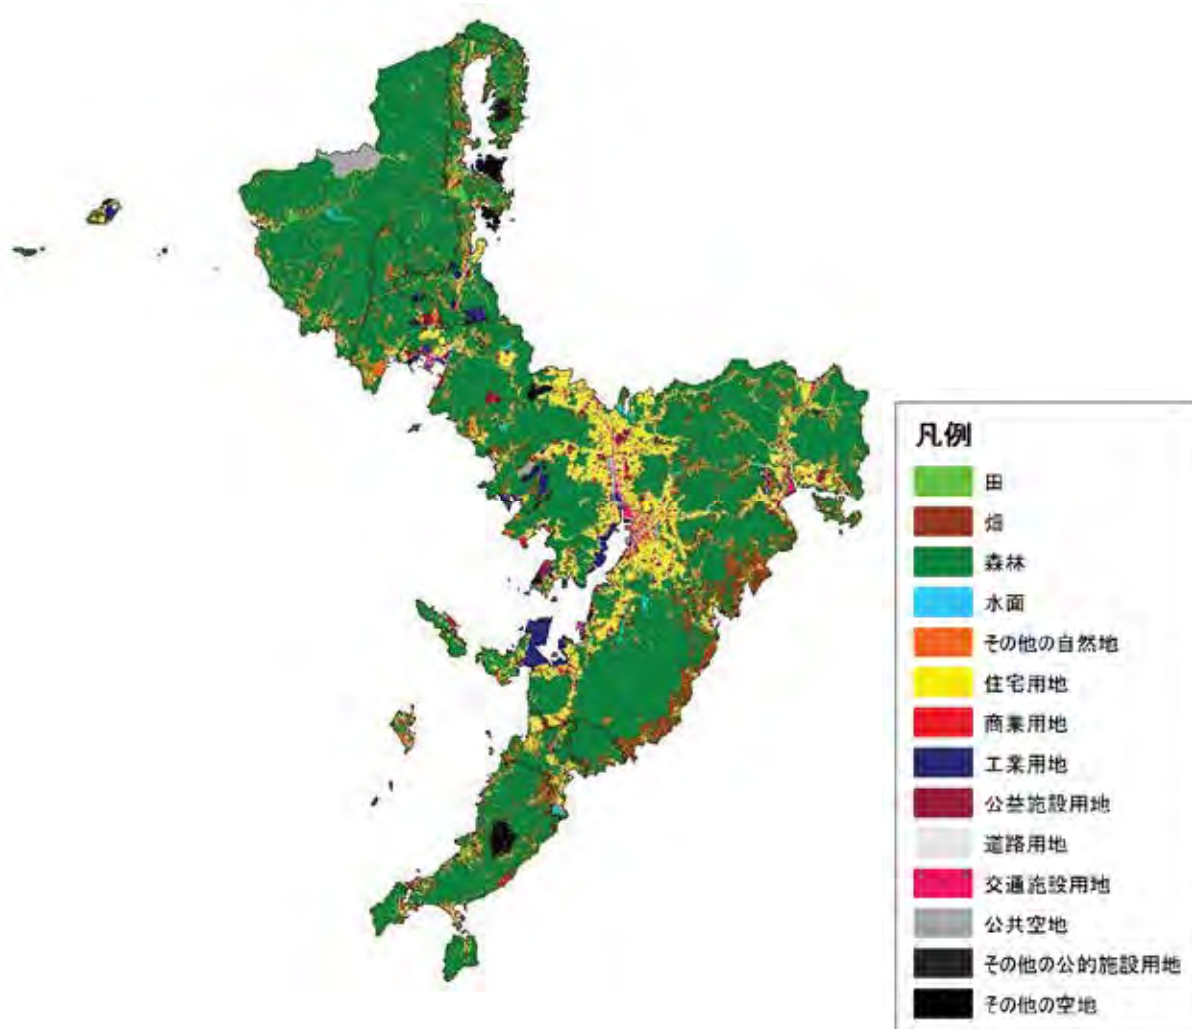 凡例
田
畑
森林
水面
その他の自然地
住宅用地
商業用地
工業用地
公益施設用地
道路用地
交通施設用地
公共空地
その他の公的施設用地
その他の空地